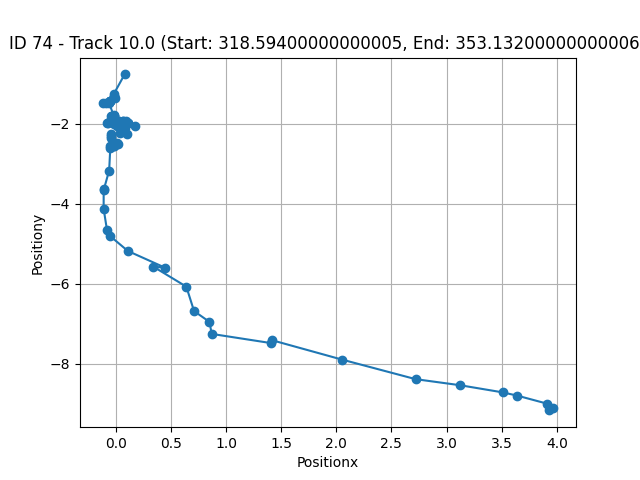 ID 74 - Track 10.0 (Start: 318.59400000000005, End: 353.13200000000006
−2
−4
−6
−8
Positiony
0.0 0.5 1.0 1.5 2.0 2.5 3.0 3.5 4.0
Positionx